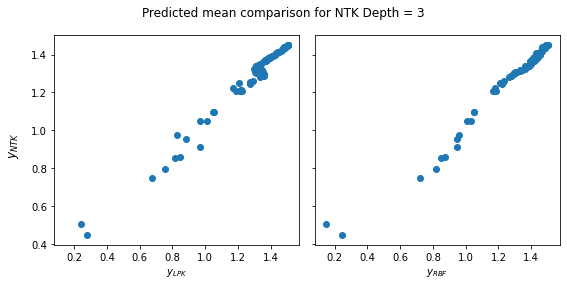 Predicted mean comparison for NTK Depth = 3
1.4
1.2
1.0
0.8
0.6
0.4
y_NTK
0.2 0.4 0.6 0.8 1.0 1.2 1.4
0.2 0.4 0.6 0.8 1.0 1.2 1.4
y_LPK
y_RBF